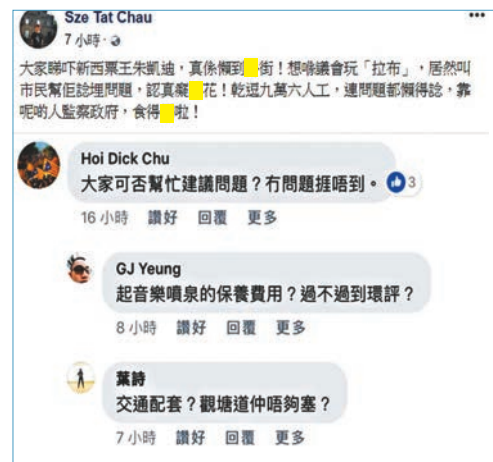 Sze Tat Chau
7 小時 ·
大家睇吓新西票王朱凱迪，真係懶到 街！想喺議會玩「拉布」，居然叫
市民幫佢諗埋問題，認真癡 花！乾逗九萬六人工，連問題都懶得諗，靠
呢啲人監察政府，食得 啦！
Hoi Dick Chu
大家可否幫忙建議問題？冇問題捱唔到。 3
16 小時 讚好 回覆 更多
GJ Yeung
起音樂噴泉的保養費用？過不過到環評？
8 小時 讚好 回覆 更多
葉詩
交通配套？觀塘道仲唔夠塞？
7 小時 讚好 回覆 更多